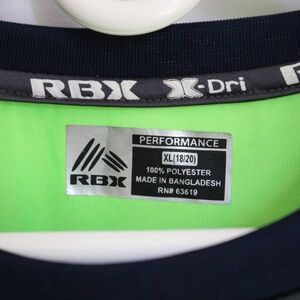 RBX X-Dri
PERFORMANCE
XL(18/20)
100% POLYESTER
MADE IN BANGLADESH
RN# 63619
RBX